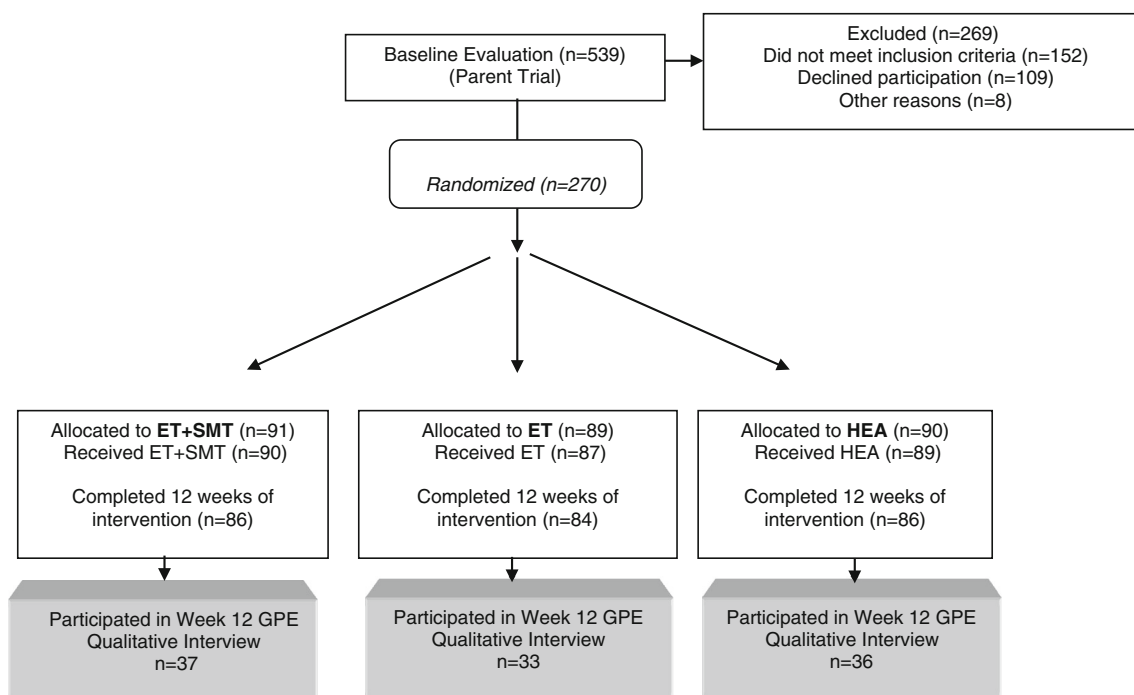 Baseline Evaluation (n=539)
(Parent Trial)
Excluded (n=269)
Did not meet inclusion criteria (n=152)
Declined participation (n=109)
Other reasons (n=8)
Randomized (n=270)
Allocated to ET+SMT (n=91)
Received ET+SMT (n=90)
Completed 12 weeks of
intervention (n=86)
Allocated to ET (n=89)
Received ET (n=87)
Completed 12 weeks of
intervention (n=84)
Allocated to HEA (n=90)
Received HEA (n=89)
Completed 12 weeks of
intervention (n=86)
Participated in Week 12 GPE
Qualitative Interview
n=37
Participated in Week 12 GPE
Qualitative Interview
n=33
Participated in Week 12 GPE
Qualitative Interview
n=36